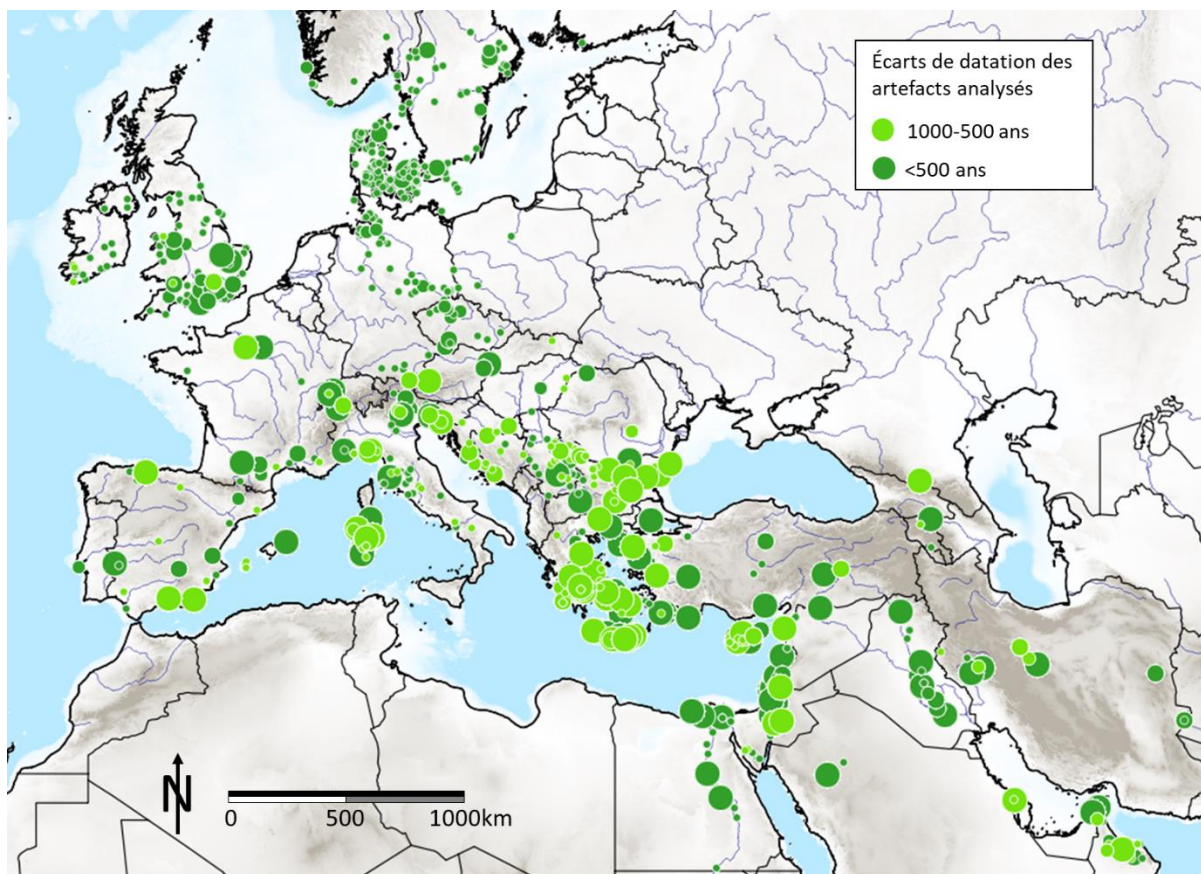 Écarts de datation des
artefacts analysés
1000-500 ans
<500 ans
N
0 500 1000km